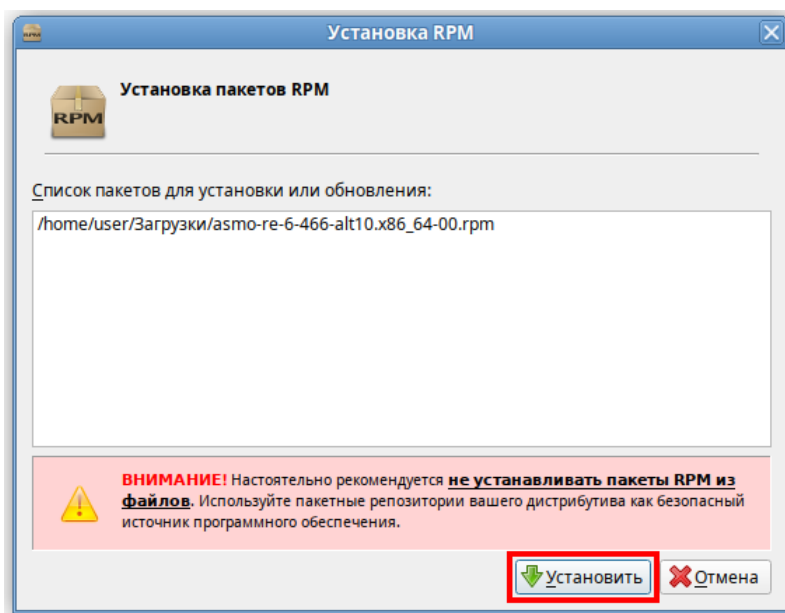 Установка RPM
Установка пакетов RPM
RPM
Список пакетов для установки или обновления:
/home/user/Загрузки/asmo-re-6-466-alt10.x86_64-00.rpm
ВНИМАНИЕ! Настоятельно рекомендуется не устанавливать пакеты RPM из
файлов. Используйте пакетные репозитории вашего дистрибутива как безопасный
источник программного обеспечения.
Установить Отмена